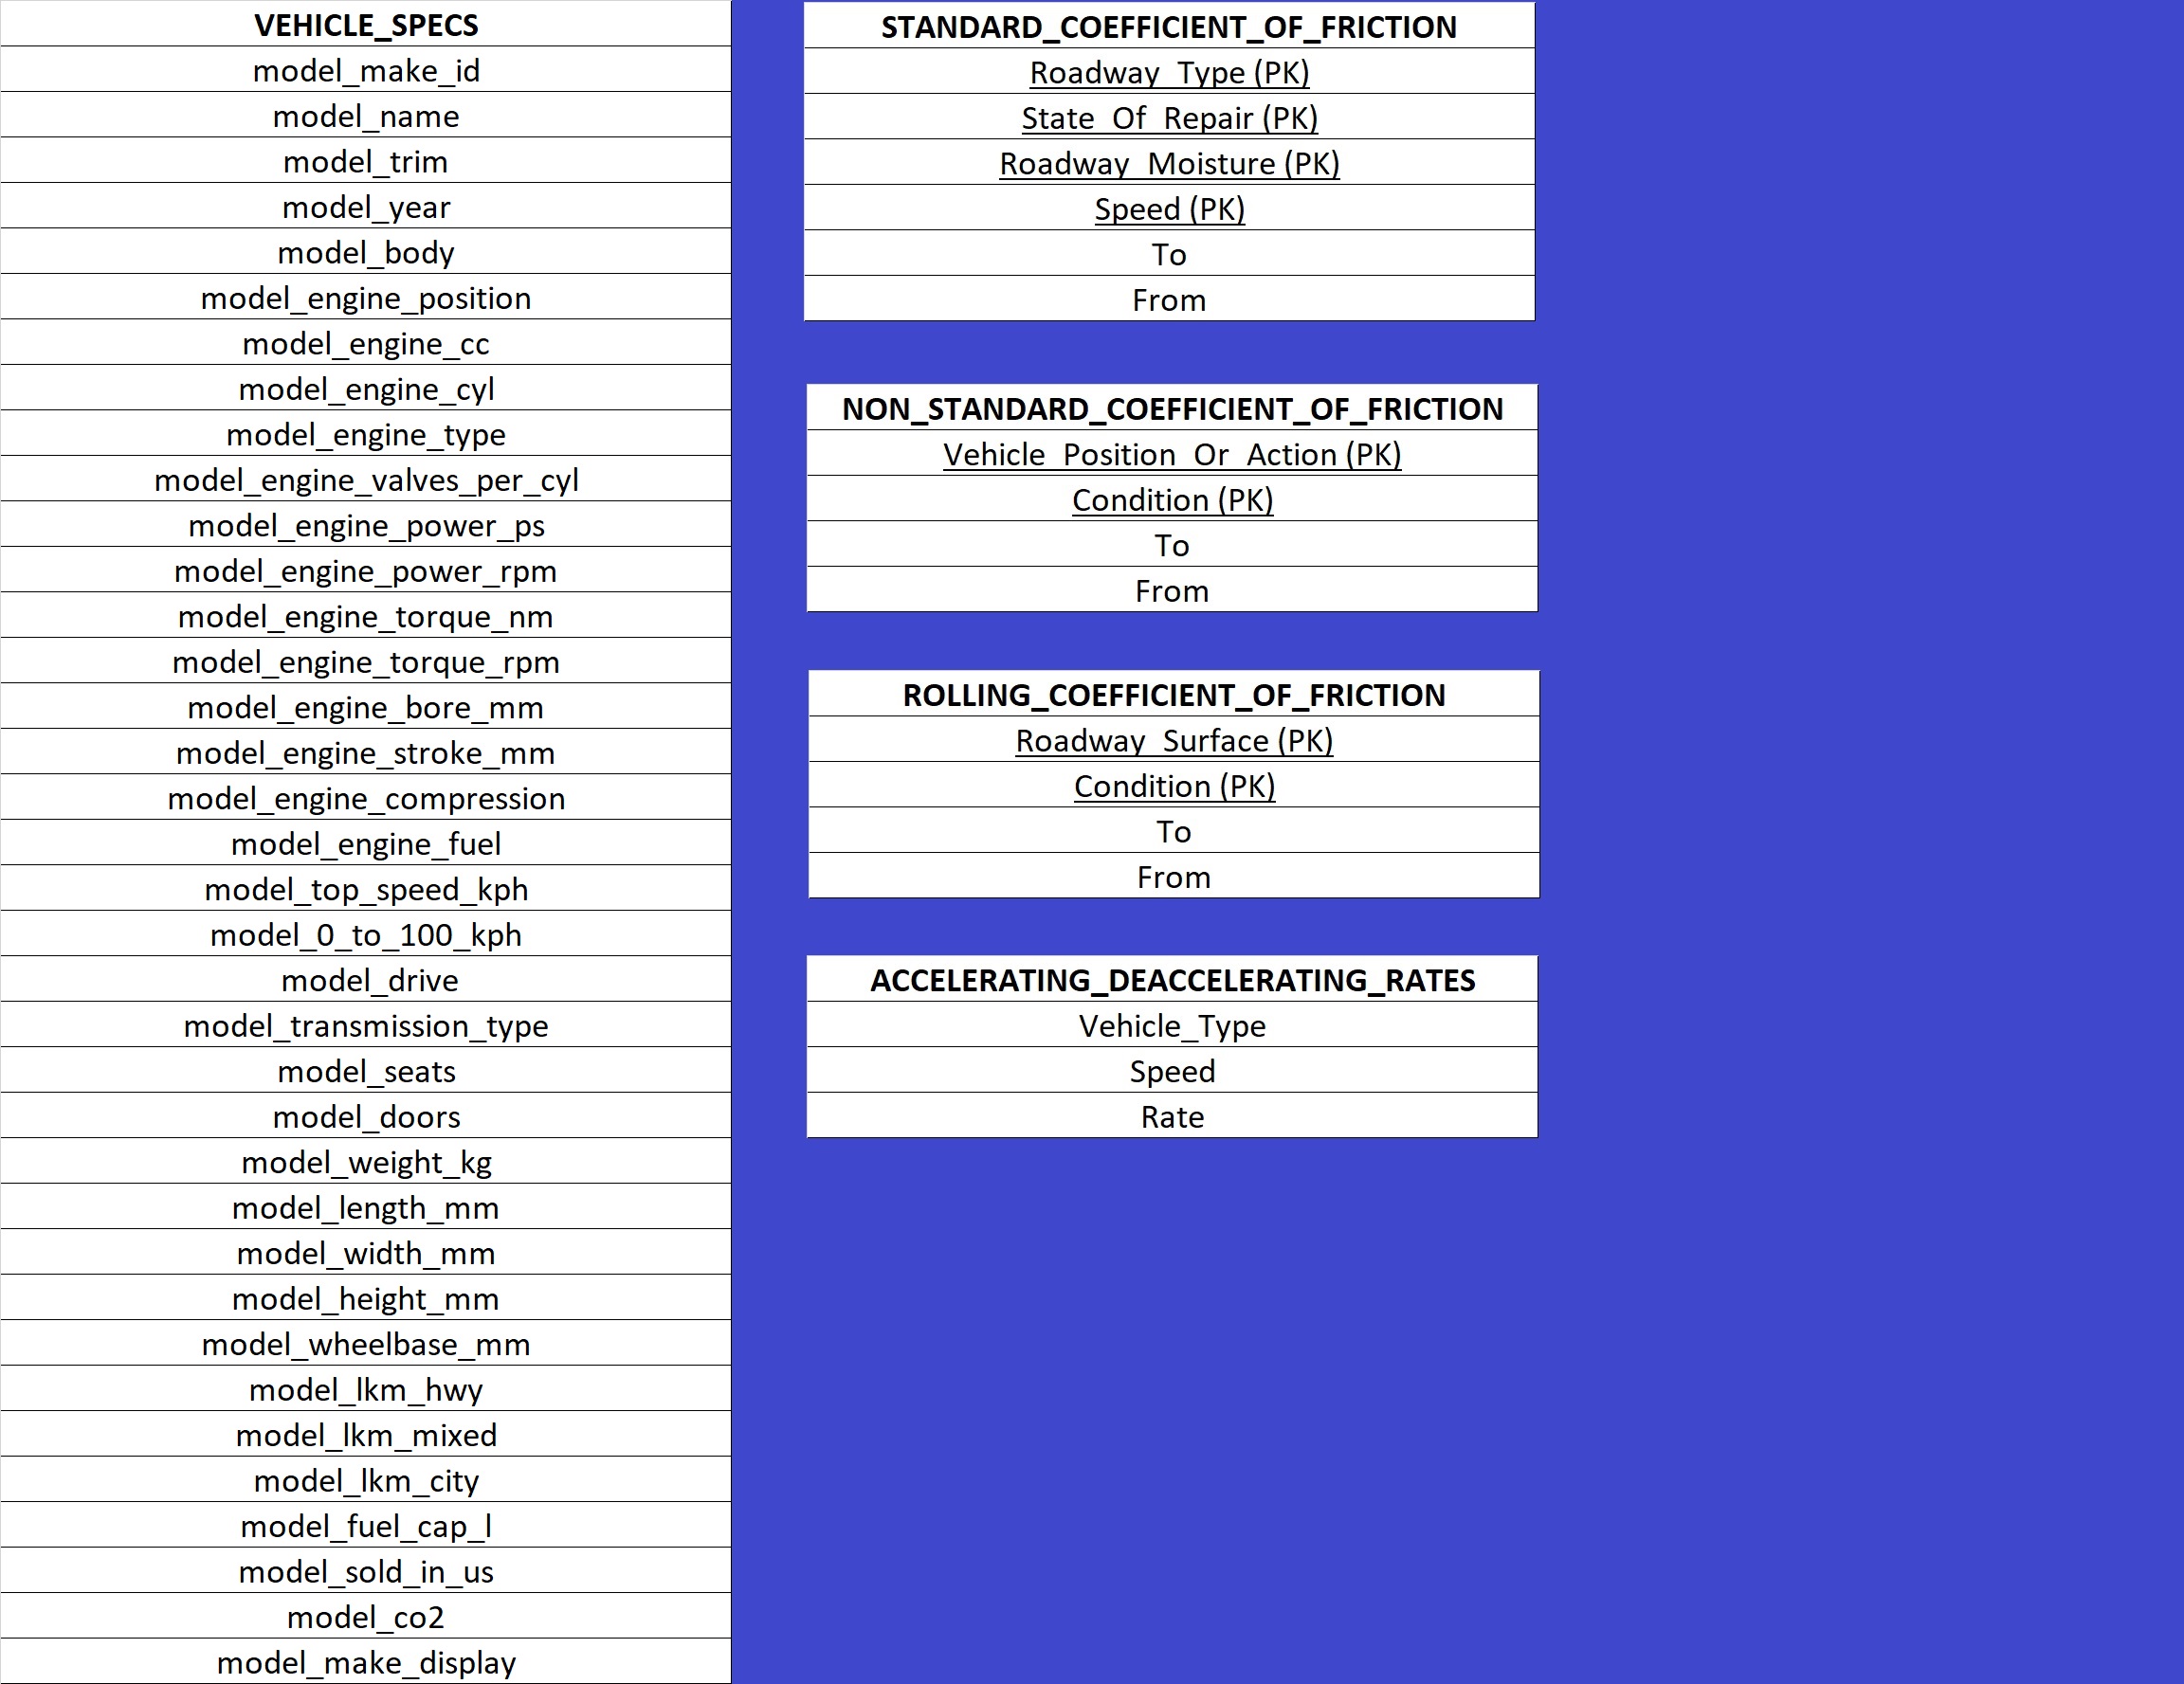 VEHICLE_SPECS
model_make_id
model_name
model_trim
model_year
model_body
model_engine_position
model_engine_cc
model_engine_cyl
model_engine_type
model_engine_valves_per_cyl
model_engine_power_ps
model_engine_power_rpm
model_engine_torque_nm
model_engine_torque_rpm
model_engine_bore_mm
model_engine_stroke_mm
model_engine_compression
model_engine_fuel
model_top_speed_kph
model_0_to_100_kph
model_drive
model_transmission_type
model_seats
model_doors
model_weight_kg
model_length_mm
model_width_mm
model_height_mm
model_wheelbase_mm
model_lkm_hwy
model_lkm_mixed
model_lkm_city
model_fuel_cap_l
model_sold_in_us
model_co2
model_make_display
STANDARD_COEFFICIENT_OF_FRICTION
Roadway_Type (PK)
State_Of_Repair (PK)
Roadway_Moisture (PK)
Speed (PK)
To
From
NON_STANDARD_COEFFICIENT_OF_FRICTION
Vehicle_Position_Or_Action (PK)
Condition (PK)
To
From
ROLLING_COEFFICIENT_OF_FRICTION
Roadway_Surface (PK)
Condition (PK)
To
From
ACCELERATING_DEACCELERATING_RATES
Vehicle_Type
Speed
Rate